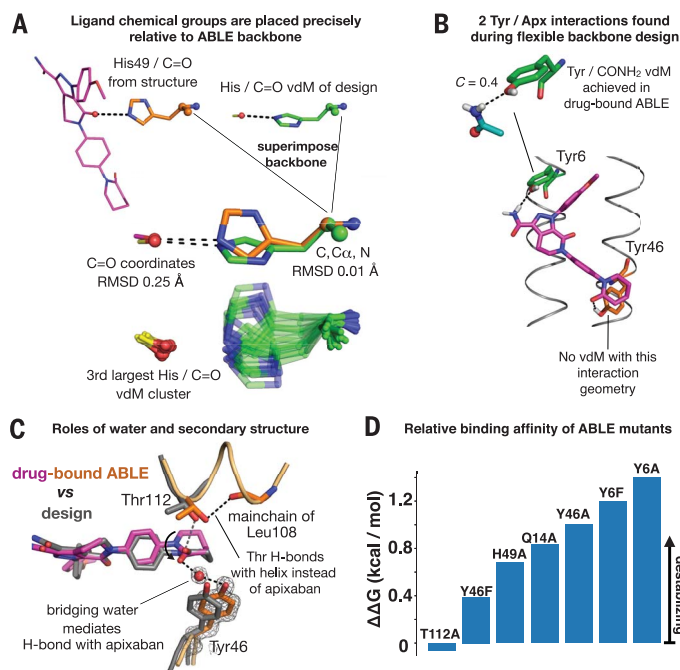 A
Ligand chemical groups are placed precisely
relative to ABLE backbone
His49 / C=O
from structure
His / C=O vdM of design
superimpose
backbone
C=O coordinates
RMSD 0.25 Å
C,Cα, N
RMSD 0.01 Å
3rd largest His / C=O
vdM cluster
B
2 Tyr / Apx interactions found
during flexible backbone design
C = 0.4
Tyr / CONH₂ vdM
achieved in
drug-bound ABLE
Tyr6
Tyr46
No vdM with this
interaction
geometry
C
Roles of water and secondary structure
drug-bound ABLE
vs
design
Thr112
mainchain of
Leu108
Thr H-bonds
with helix instead
of apixaban
bridging water
mediates
H-bond with apixaban
Tyr46
D
Relative binding affinity of ABLE mutants
ΔΔG (kcal / mol)
1.2
0.8
0.4
0
T112A
Y46F
H49A
Q14A
Y46A
Y6F
Y6A
destabilizing